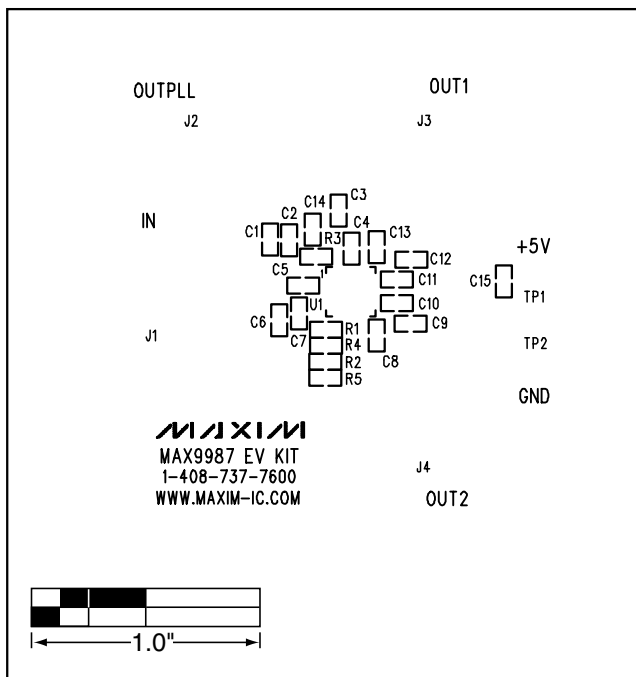 OUTPLL
OUT1
J2
J3
IN
C3
C14
C2
C1
C4
C13
R3
C12
+5V
C5
C11
C15
U1
C10
TP1
C6
C7
R1
C9
J1
R4
C8
TP2
R2
R5
GND
MAXIM
MAX9987 EV KIT
1-408-737-7600
WWW.MAXIM-IC.COM
J4
OUT2
1.0"